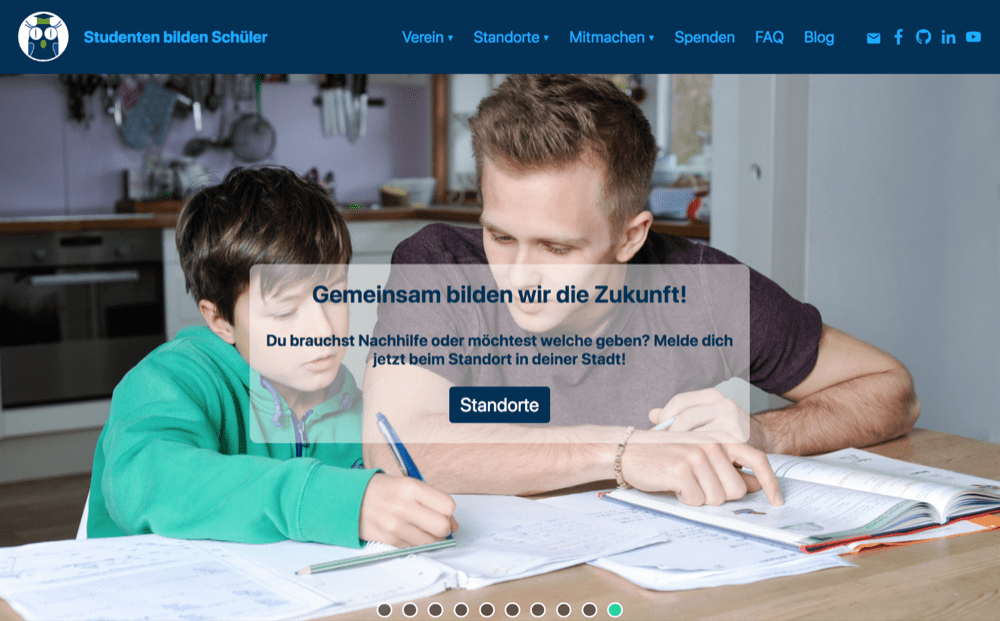 Studenten bilden Schüler
Verein ▾ Standorte ▾ Mitmachen ▾ Spenden FAQ Blog
Gemeinsam bilden wir die Zukunft!
Du brauchst Nachhilfe oder möchtest welche geben? Melde dich
jetzt beim Standort in deiner Stadt!
Standorte